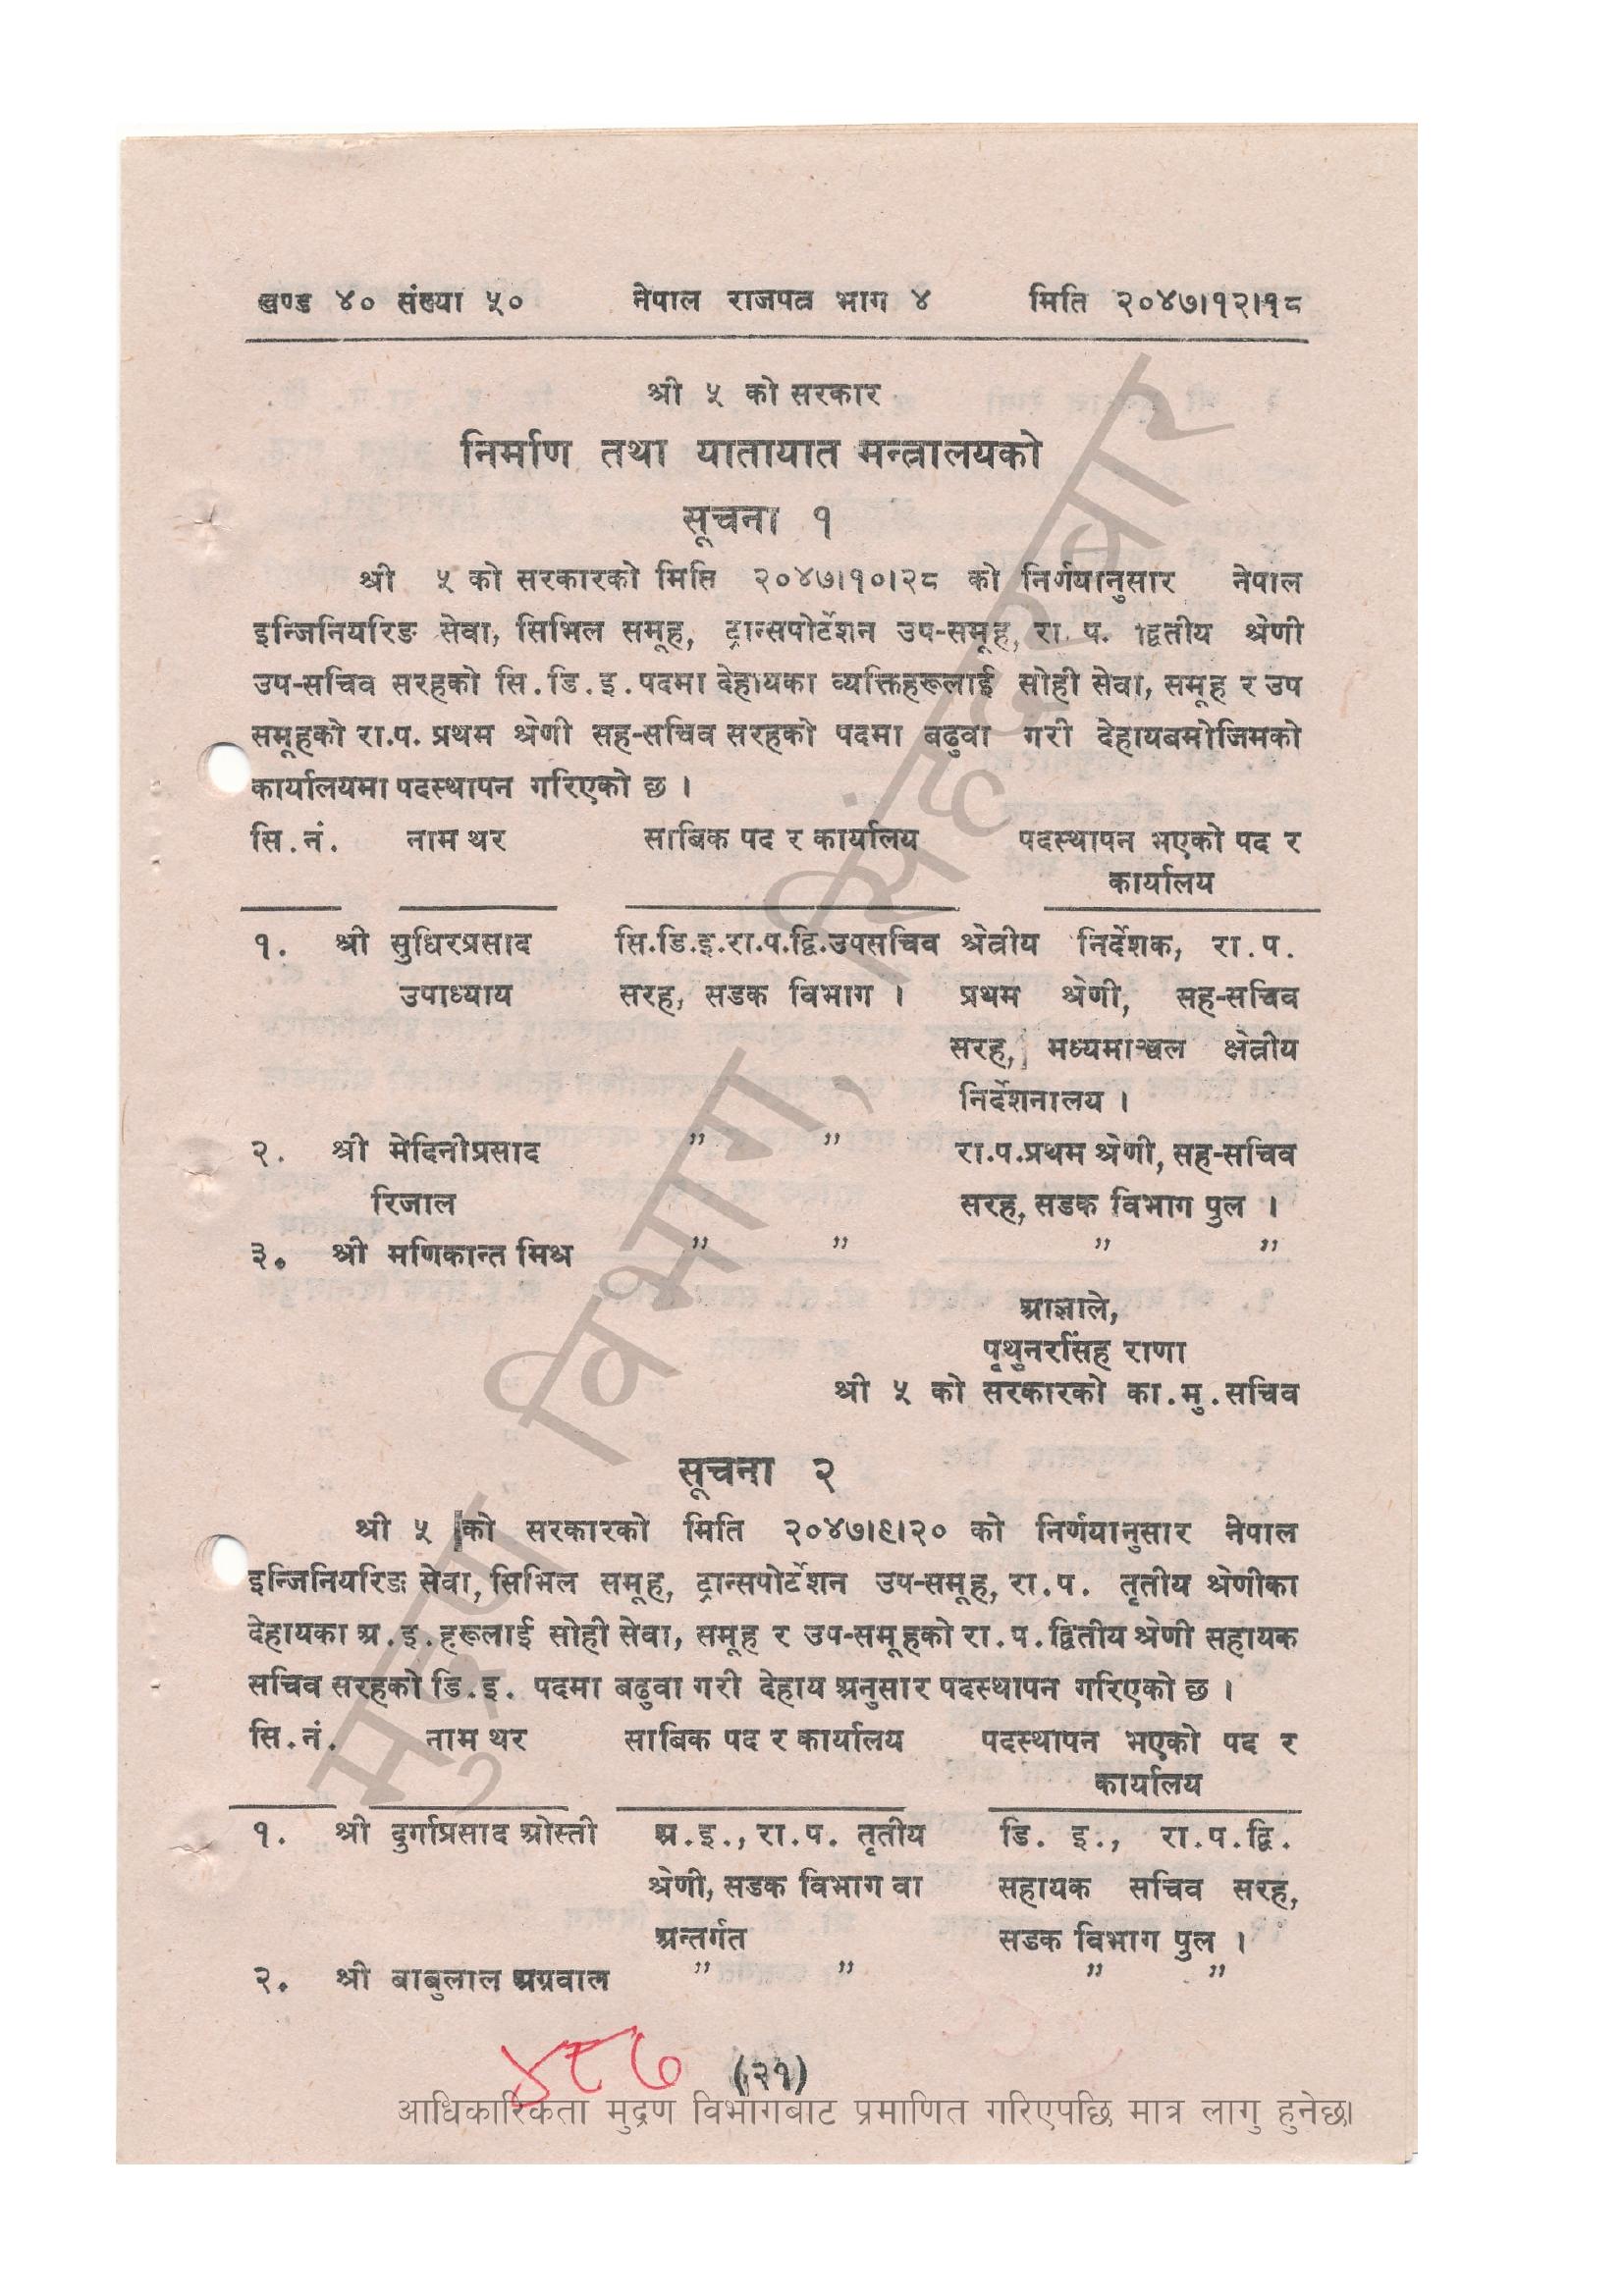 खण्ड ४० संख्या ५० नेपाल राजपत्र भाग ४ मिति २०४७।१२।१८
श्री ५ को सरकार
निर्माण तथा यातायात मन्त्रालयको
सूचना १
श्री ५ को सरकारको मिति २०४७।१०।२८ को निर्णयानुसार नेपाल
इन्जिनियरिङ सेवा, सिभिल समूह, ट्रान्सपोर्टेशन उप-समूह, रा. प. द्वितीय श्रेणी
उप-सचिव सरहको सि.डि.इ.पदमा देहायका व्यक्तिहरूलाई सोही सेवा, समूह र उप
समूहको रा.प. प्रथम श्रेणी सह-सचिव सरहको पदमा बढुवा गरी देहायबमोजिमको
कार्यालयमा पदस्थापन गरिएको छ ।
सि.नं. नाम थर साबिक पद र कार्यालय पदस्थापन भएको पद र
कार्यालय
१. श्री सुधिरप्रसाद सि.डि.इ.रा.प.द्वि.उपसचिव क्षेत्रीय निर्देशक, रा.प.
उपाध्याय सरह, सडक विभाग । प्रथम श्रेणी, सह-सचिव
सरह, मध्यमाञ्चल क्षेत्रीय
निर्देशनालय ।
२. श्री मेदिनीप्रसाद " " रा.प.प्रथम श्रेणी, सह-सचिव
रिजाल सरह, सडक विभाग पुल ।
३. श्री मणिकान्त मिश्र " " " "
आज्ञाले,
पृथुनरसिंह राणा
श्री ५ को सरकारको का.मु.सचिव
सूचना २
श्री ५ को सरकारको मिति २०४७।९।२० को निर्णयानुसार नेपाल
इन्जिनियरिङ सेवा, सिभिल समूह, ट्रान्सपोर्टेशन उप-समूह, रा.प. तृतीय श्रेणीका
देहायका अ.इ.हरूलाई सोही सेवा, समूह र उप-समूहको रा.प.द्वितीय श्रेणी सहायक
सचिव सरहको डि.इ. पदमा बढुवा गरी देहाय अनुसार पदस्थापन गरिएको छ ।
सि.नं. नाम थर साबिक पद र कार्यालय पदस्थापन भएको पद र
कार्यालय
१. श्री दुर्गाप्रसाद ओस्ती अ.इ., रा.प. तृतीय डि. इ., रा.प.द्वि.
श्रेणी, सडक विभाग वा सहायक सचिव सरह,
अन्तर्गत सडक विभाग पुल ।
२. श्री बाबुलाल अग्रवाल " " " "
४८७ (२१)
आधिकारिकता मुद्रण विभागबाट प्रमाणित गरिएपछि मात्र लागु हुनेछ।
मुद्रण विभाग, सिंहदरबार